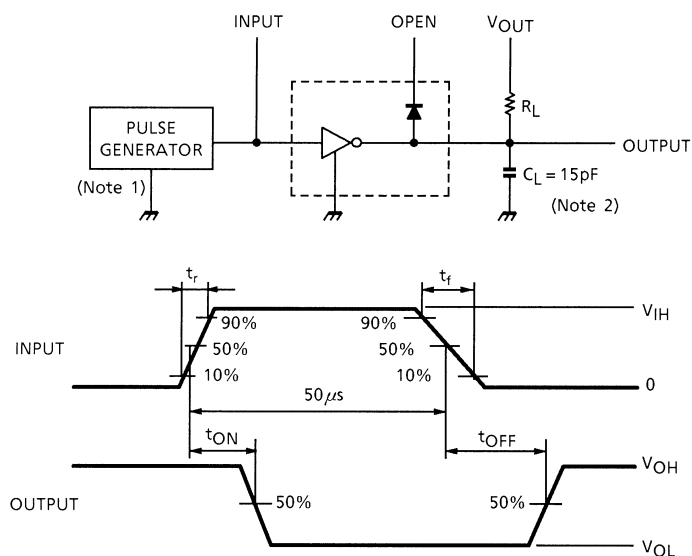 INPUT OPEN VOUT
RL
PULSE
GENERATOR
OUTPUT
(Note 1)
CL = 15pF
(Note 2)
tr tf
VIH
90% 90%
INPUT 50% 50%
10% 10%
0
50μs
tON tOFF
VOH
OUTPUT 50% 50%
VOL